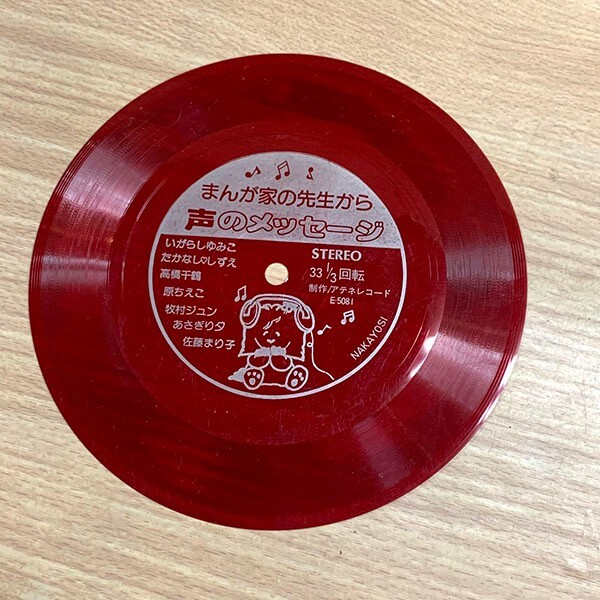 まんが家の先生から
声のメッセージ
いがらしゆみこ
たかなし♡しずえ
高橋千鶴
原ちえこ
牧村ジュン
あさぎり夕
佐藤まり子
STEREO
33 1/3回転
制作/アテネレコード
E-5081
NAKAYOSI